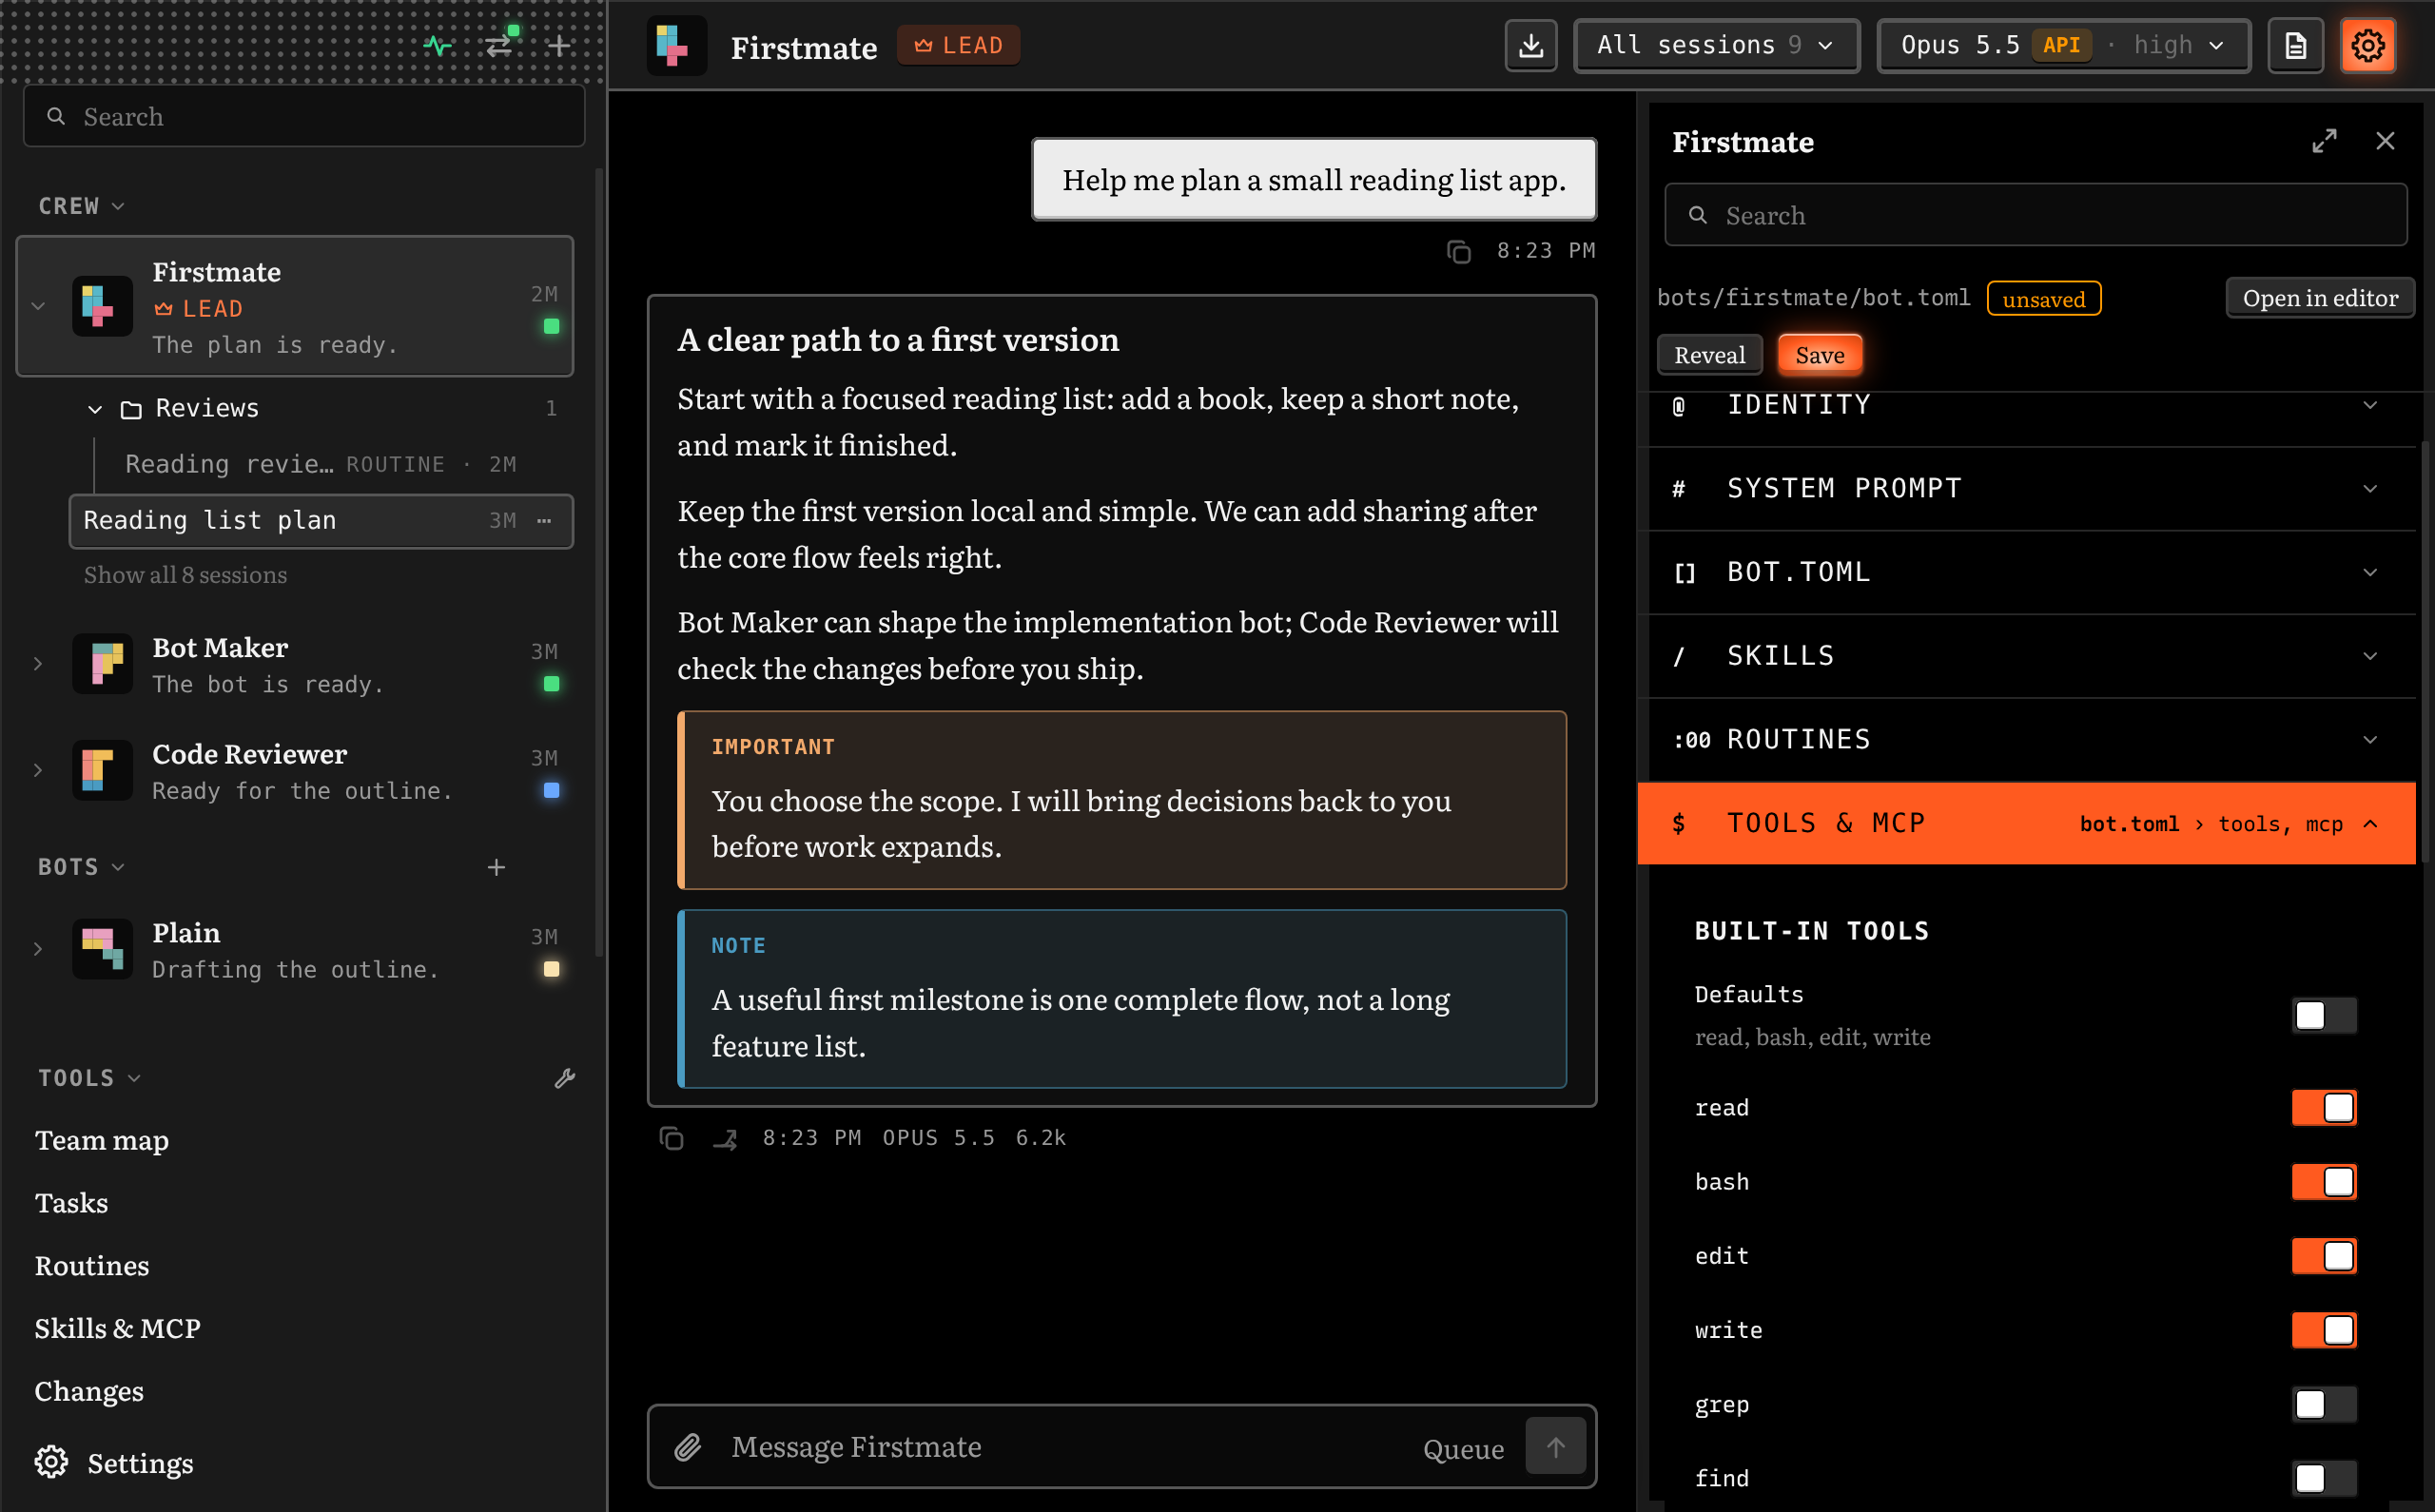 Search
CREW
Firstmate
LEAD
2M
The plan is ready.
Reviews 1
Reading revie… ROUTINE · 2M
Reading list plan 3M ···
Show all 8 sessions
Bot Maker 3M
The bot is ready.
Code Reviewer 3M
Ready for the outline.
BOTS
Plain 3M
Drafting the outline.
TOOLS
Team map
Tasks
Routines
Skills & MCP
Changes
Settings
Firstmate LEAD
All sessions 9
Opus 5.5 API · high
Help me plan a small reading list app.
8:23 PM
A clear path to a first version
Start with a focused reading list: add a book, keep a short note,
and mark it finished.
Keep the first version local and simple. We can add sharing after
the core flow feels right.
Bot Maker can shape the implementation bot; Code Reviewer will
check the changes before you ship.
IMPORTANT
You choose the scope. I will bring decisions back to you
before work expands.
NOTE
A useful first milestone is one complete flow, not a long
feature list.
8:23 PM OPUS 5.5 6.2k
Message Firstmate Queue
Firstmate
Search
bots/firstmate/bot.toml unsaved Open in editor
Reveal Save
@ IDENTITY
# SYSTEM PROMPT
[] BOT.TOML
/ SKILLS
:00 ROUTINES
$ TOOLS & MCP bot.toml › tools, mcp
BUILT-IN TOOLS
Defaults
read, bash, edit, write
read
bash
edit
write
grep
find